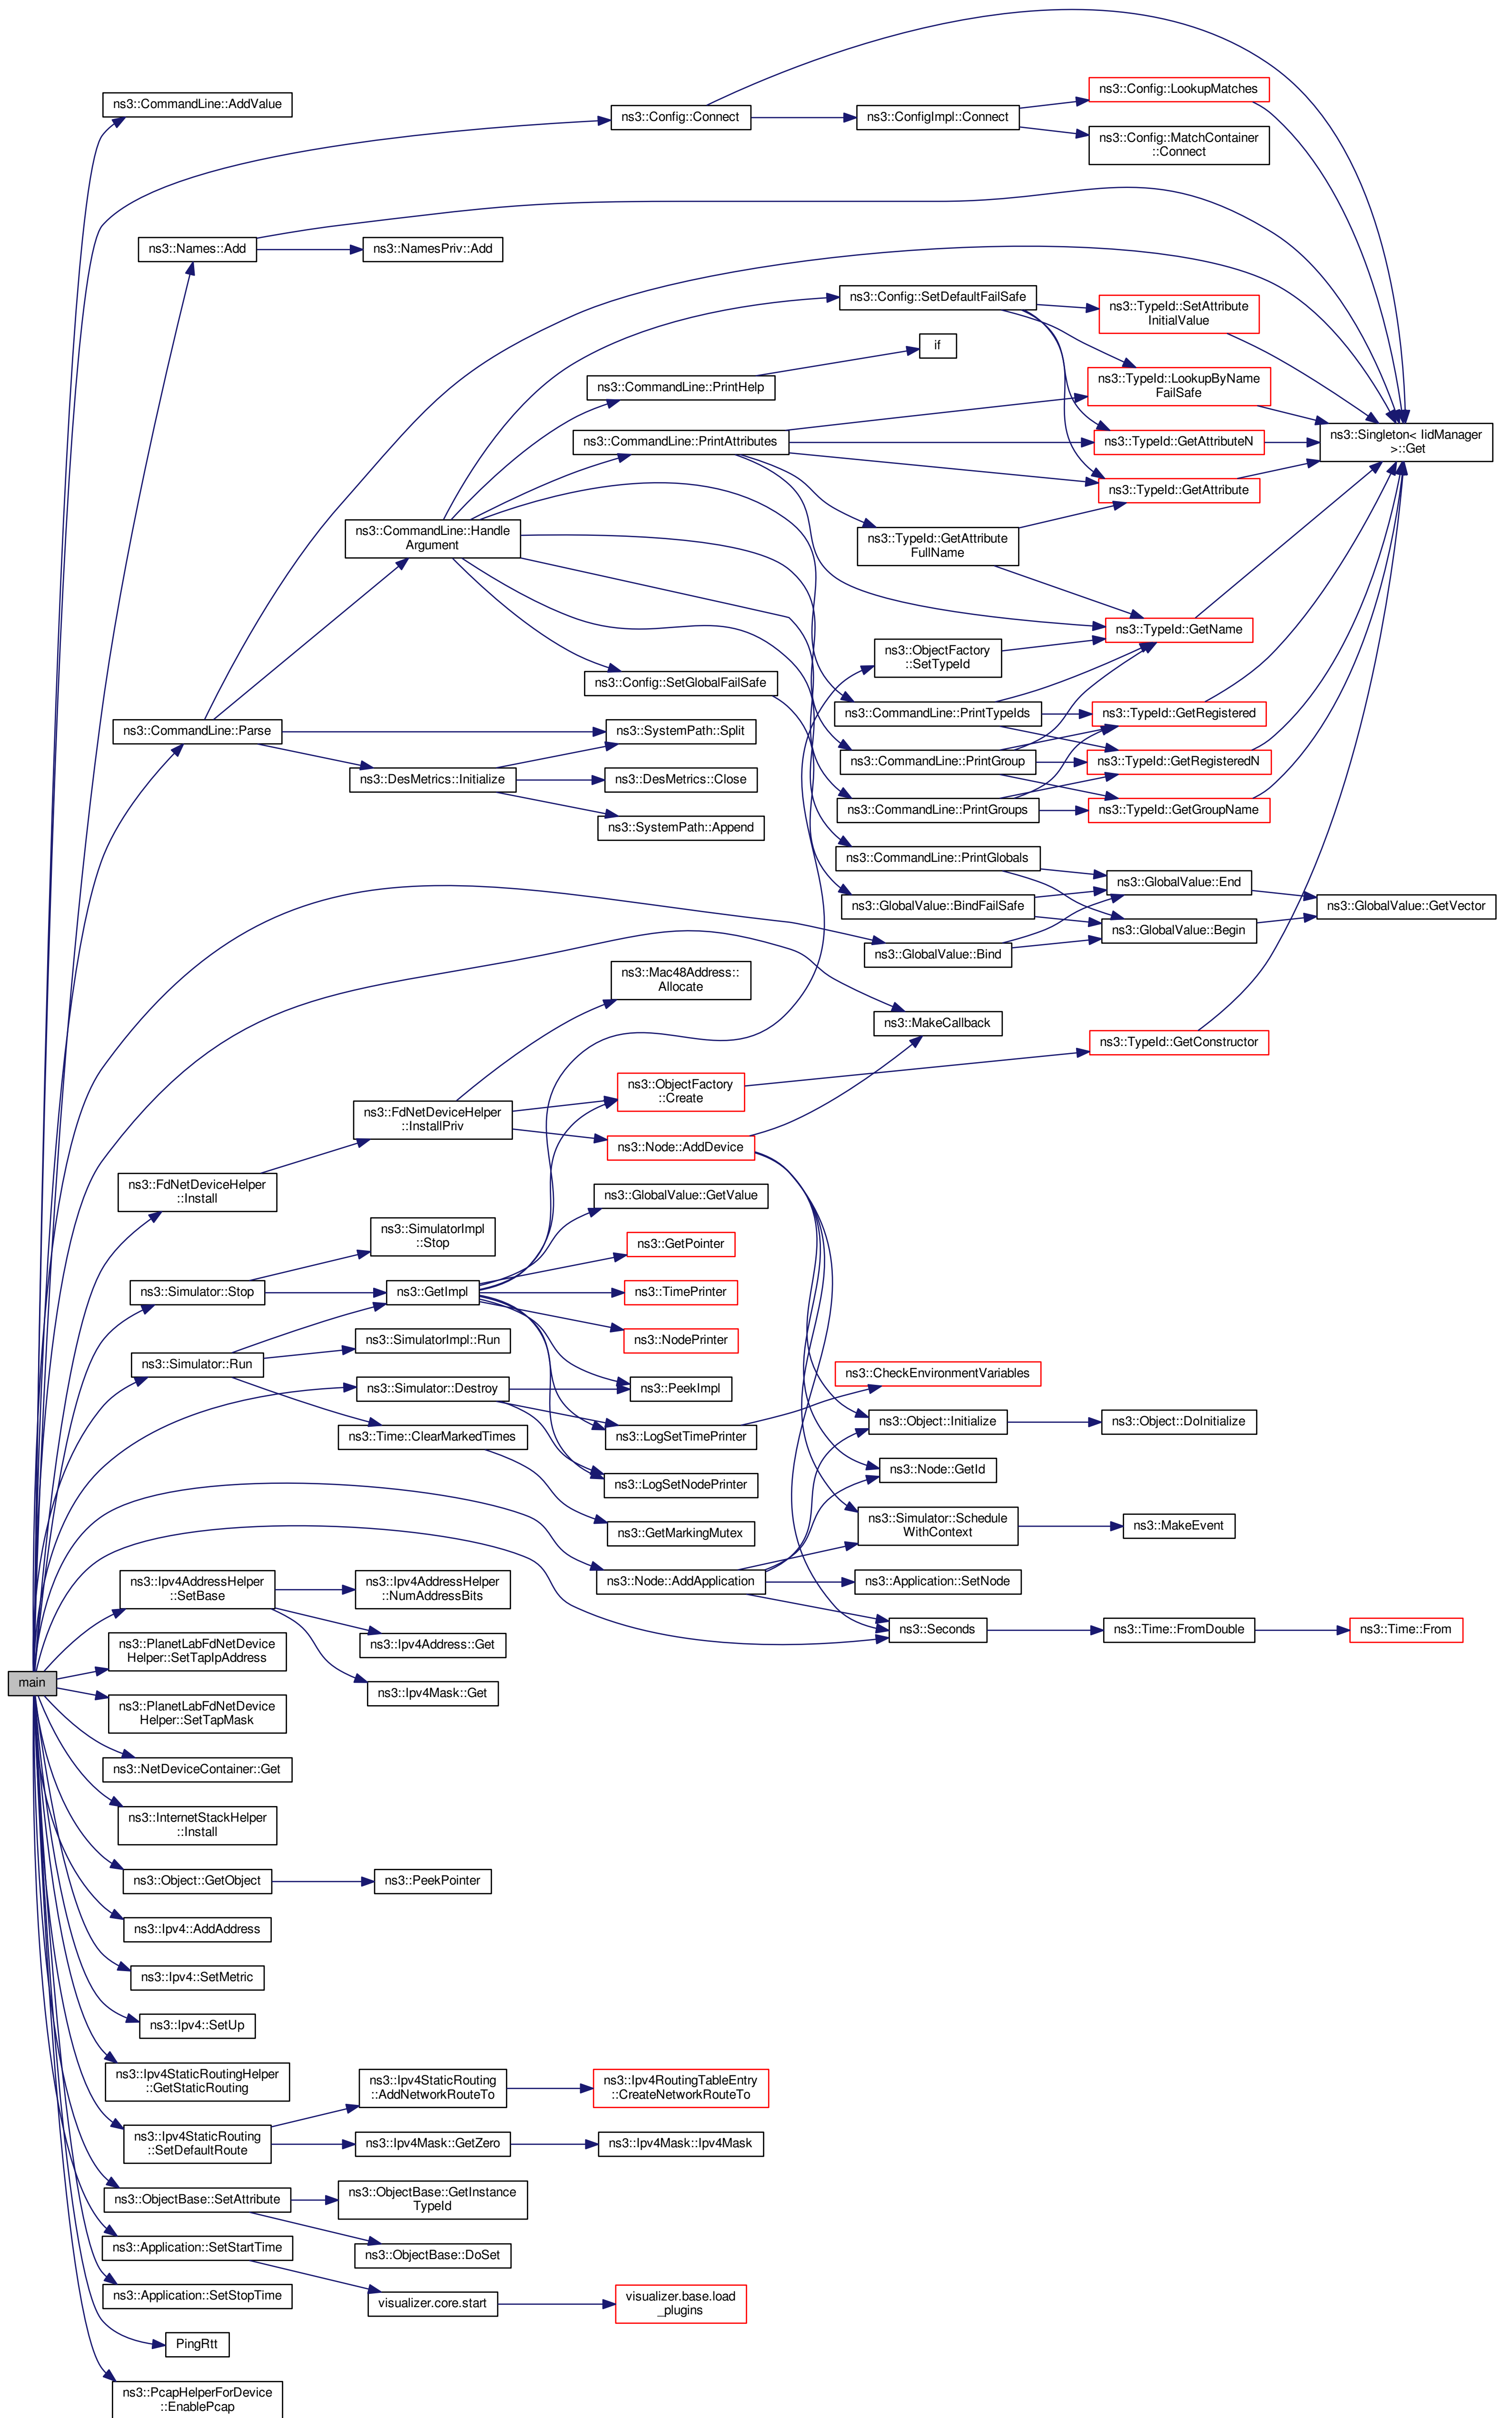 ns3::CommandLine::AddValue
ns3::Config::Connect
ns3::ConfigImpl::Connect
ns3::Config::LookupMatches
ns3::Config::MatchContainer
::Connect
ns3::Names::Add
ns3::NamesPriv::Add
ns3::Config::SetDefaultFailSafe
ns3::TypeId::SetAttribute
InitialValue
if
ns3::CommandLine::PrintHelp
ns3::TypeId::LookupByName
FailSafe
ns3::CommandLine::PrintAttributes
ns3::TypeId::GetAttributeN
ns3::Singleton< IidManager
>::Get
ns3::TypeId::GetAttribute
ns3::CommandLine::Handle
Argument
ns3::TypeId::GetAttribute
FullName
ns3::TypeId::GetName
ns3::ObjectFactory
::SetTypeId
ns3::Config::SetGlobalFailSafe
ns3::CommandLine::PrintTypeIds
ns3::TypeId::GetRegistered
ns3::CommandLine::Parse
ns3::SystemPath::Split
ns3::CommandLine::PrintGroup
ns3::TypeId::GetRegisteredN
ns3::DesMetrics::Initialize
ns3::DesMetrics::Close
ns3::CommandLine::PrintGroups
ns3::TypeId::GetGroupName
ns3::SystemPath::Append
ns3::CommandLine::PrintGlobals
ns3::GlobalValue::End
ns3::GlobalValue::BindFailSafe
ns3::GlobalValue::GetVector
ns3::GlobalValue::Begin
ns3::GlobalValue::Bind
ns3::Mac48Address::
Allocate
ns3::MakeCallback
ns3::TypeId::GetConstructor
ns3::ObjectFactory
::Create
ns3::FdNetDeviceHelper
::InstallPriv
ns3::Node::AddDevice
ns3::FdNetDeviceHelper
::Install
ns3::GlobalValue::GetValue
ns3::SimulatorImpl
::Stop
ns3::GetPointer
ns3::Simulator::Stop
ns3::GetImpl
ns3::TimePrinter
ns3::SimulatorImpl::Run
ns3::NodePrinter
ns3::Simulator::Run
ns3::CheckEnvironmentVariables
ns3::Simulator::Destroy
ns3::PeekImpl
ns3::Object::Initialize
ns3::Object::DoInitialize
ns3::Time::ClearMarkedTimes
ns3::LogSetTimePrinter
ns3::Node::GetId
ns3::LogSetNodePrinter
ns3::Simulator::Schedule
WithContext
ns3::MakeEvent
ns3::GetMarkingMutex
ns3::Ipv4AddressHelper
::SetBase
ns3::Ipv4AddressHelper
::NumAddressBits
ns3::Node::AddApplication
ns3::Application::SetNode
ns3::Seconds
ns3::Time::FromDouble
ns3::Time::From
ns3::Ipv4Address::Get
ns3::PlanetLabFdNetDevice
Helper::SetTapIpAddress
main
ns3::Ipv4Mask::Get
ns3::PlanetLabFdNetDevice
Helper::SetTapMask
ns3::NetDeviceContainer::Get
ns3::InternetStackHelper
::Install
ns3::Object::GetObject
ns3::PeekPointer
ns3::Ipv4::AddAddress
ns3::Ipv4::SetMetric
ns3::Ipv4::SetUp
ns3::Ipv4StaticRoutingHelper
::GetStaticRouting
ns3::Ipv4StaticRouting
::AddNetworkRouteTo
ns3::Ipv4RoutingTableEntry
::CreateNetworkRouteTo
ns3::Ipv4StaticRouting
::SetDefaultRoute
ns3::Ipv4Mask::GetZero
ns3::Ipv4Mask::Ipv4Mask
ns3::ObjectBase::SetAttribute
ns3::ObjectBase::GetInstance
TypeId
ns3::ObjectBase::DoSet
ns3::Application::SetStartTime
ns3::Application::SetStopTime
visualizer.core.start
visualizer.base.load
_plugins
PingRtt
ns3::PcapHelperForDevice
::EnablePcap